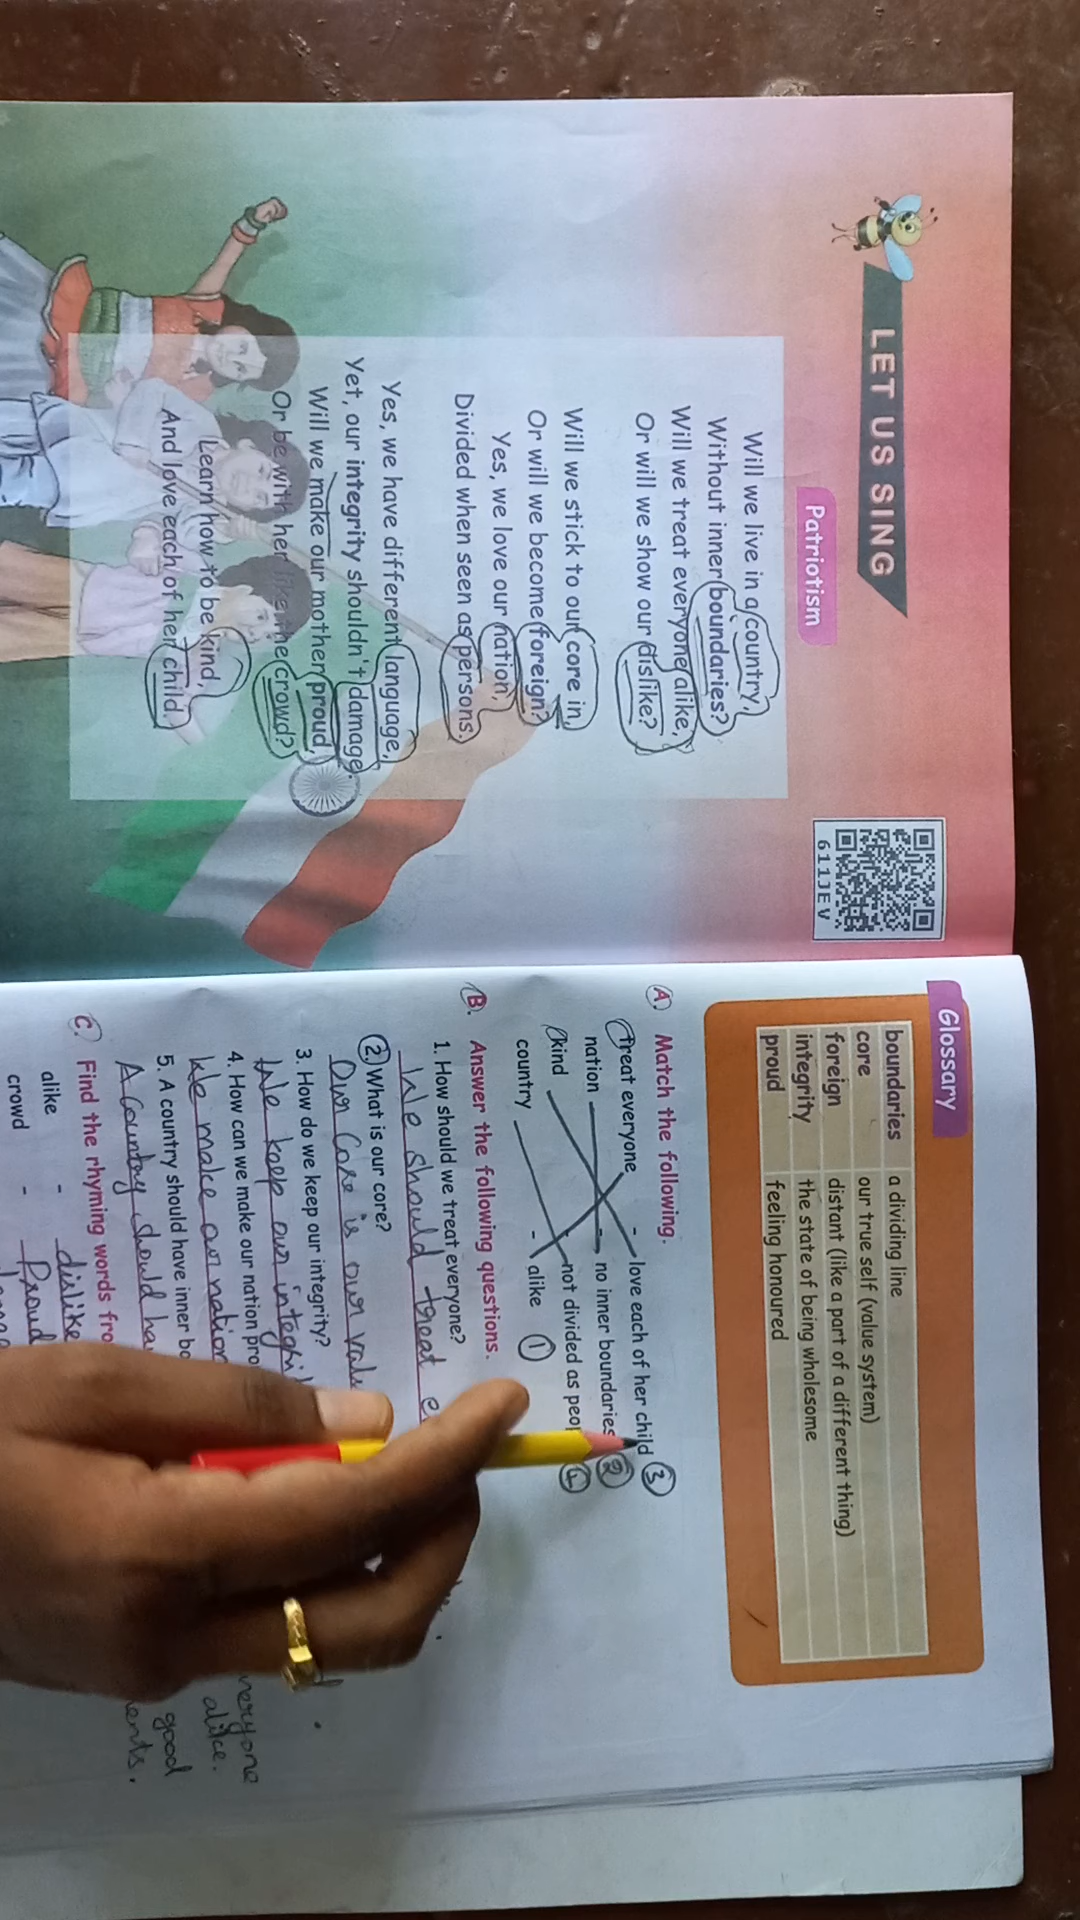 LET US SING
Patriotism
611JEV
Will we live in a country,
Without inner boundaries?
Will we treat everyone alike,
Or will we show our dislike?
Will we stick to our core in,
Or will we become foreign?
Yes, we love our nation,
Divided when seen as persons.
Yes, we have different language,
Yet, our integrity shouldn't damage.
Will we make our mother proud,
Or be with her like the crowd?
Learn how to be kind,
And love each of her child.
Glossary
boundaries a dividing line
core our true self (value system)
foreign distant (like a part of a different thing)
integrity the state of being wholesome
proud feeling honoured
A. Match the following.
Treat everyone - love each of her child 3
nation - no inner boundaries 2
kind not divided as 4
country - alike 1
B. Answer the following questions.
1. How should we treat everyone?
We should treat
2. What is our core?
Our Core is our
3. How do we keep our integrity?
We keep our
4. How can we make our nation
We make our nation
5. A country should have inner
A Country should
C. Find the rhyming words
alike - dislike
crowd - Proud
everyone
alike.
good